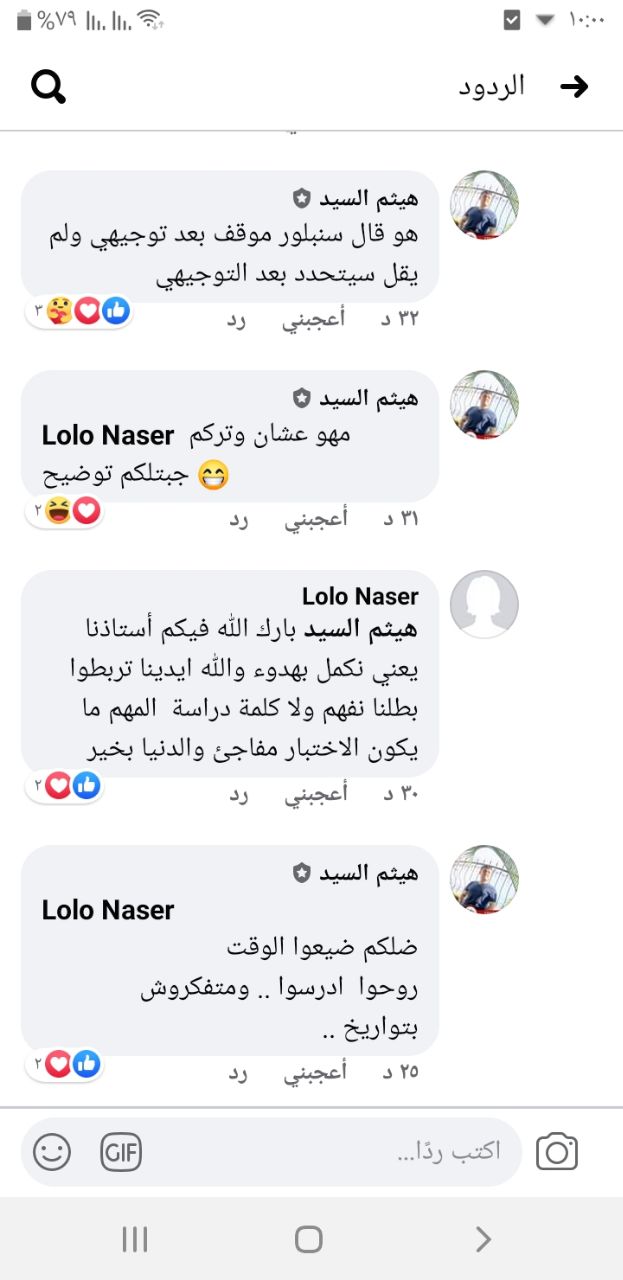 ١٠:٠٠
%٧٩
الردود
هيثم السيد
هو قال سنبلور موقف بعد توجيهي ولم
يقل سيتحدد بعد التوجيهي
٣٢ د أعجبني رد
٣
هيثم السيد
Lolo Naser مهو عشان وتركم
😁 جبتلكم توضيح
٣١ د أعجبني رد
٢
Lolo Naser
هيثم السيد بارك الله فيكم أستاذنا
يعني نكمل بهدوء والله ايدينا تربطوا
بطلنا نفهم ولا كلمة دراسة المهم ما
يكون الاختبار مفاجئ والدنيا بخير
٣٠ د أعجبني رد
٢
هيثم السيد
Lolo Naser
ضلكم ضيعوا الوقت
روحوا ادرسوا .. ومتفكروش
بتواريخ ..
٢٥ د أعجبني رد
٢
اكتب ردًا...
GIF